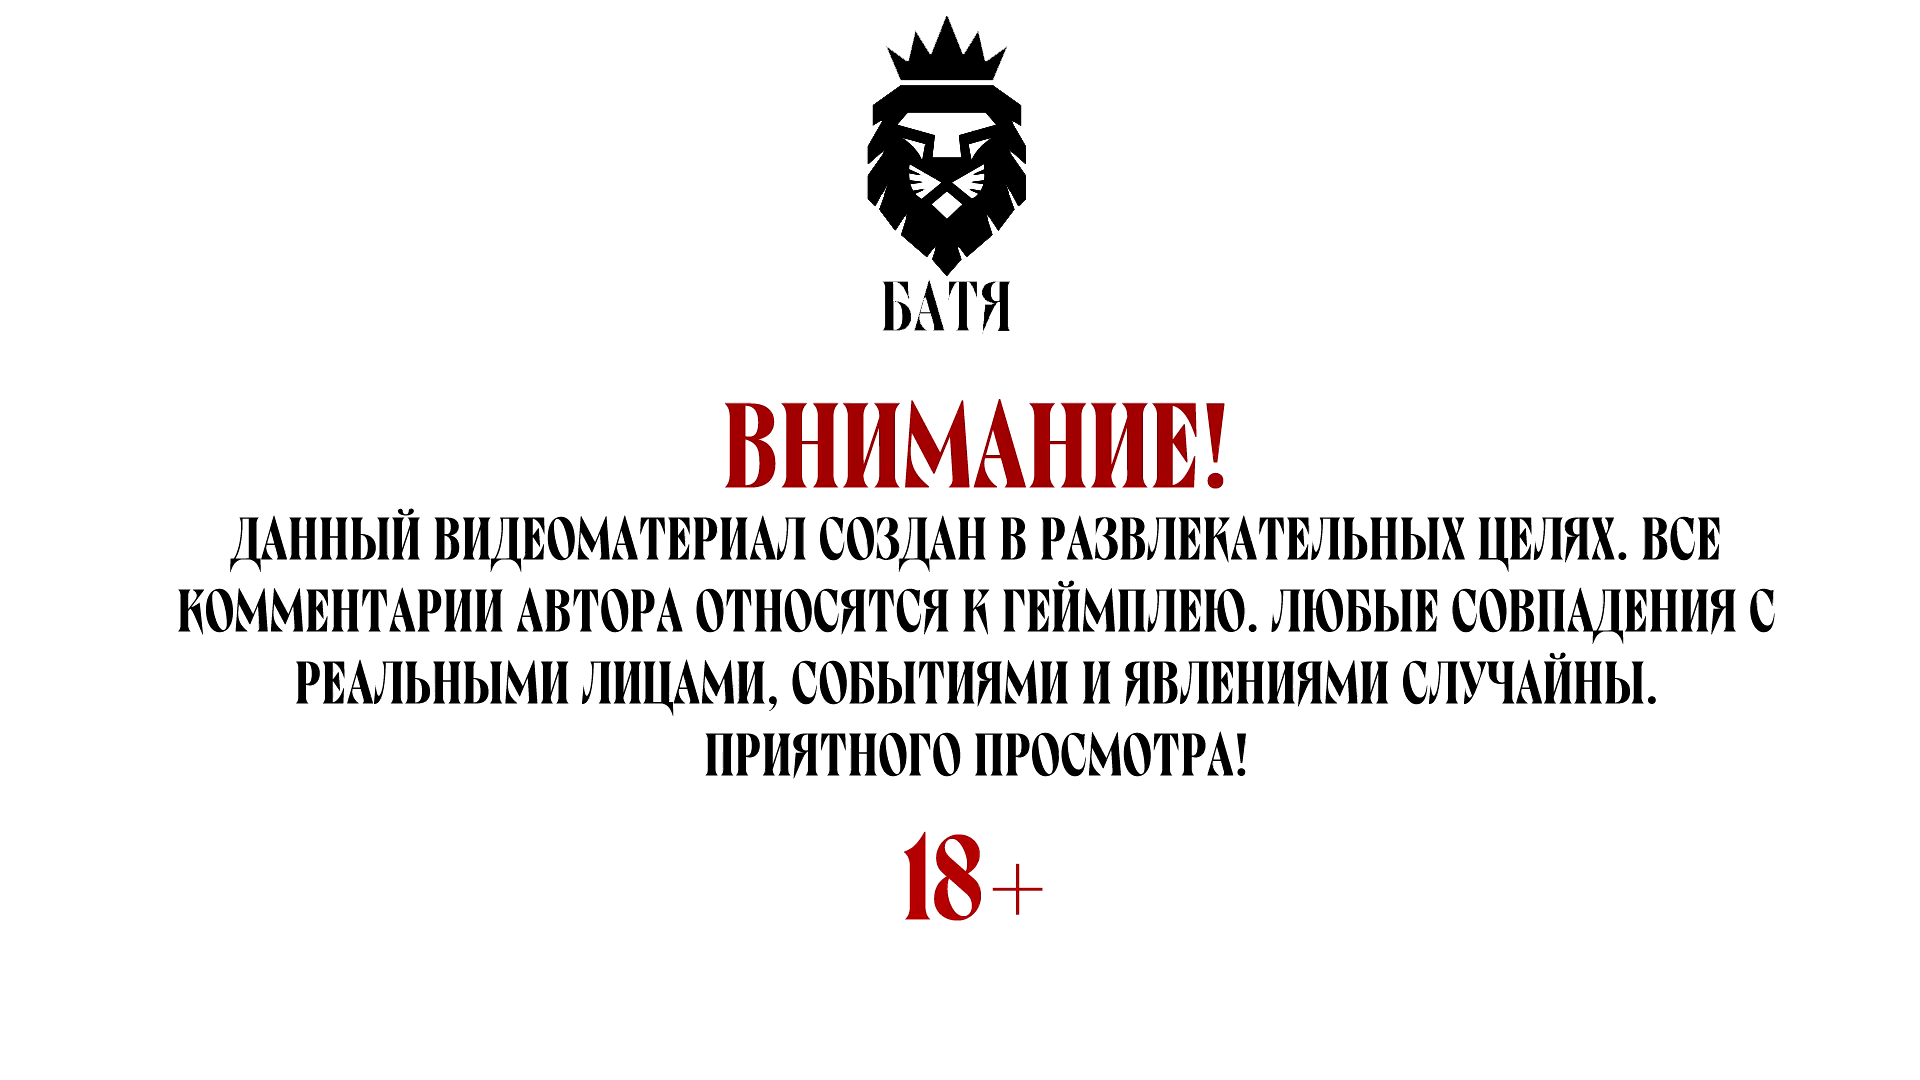 БАТЯ
ВНИМАНИЕ!
ДАННЫЙ ВИДЕОМАТЕРИАЛ СОЗДАН В РАЗВЛЕКАТЕЛЬНЫХ ЦЕЛЯХ. ВСЕ
КОММЕНТАРИИ АВТОРА ОТНОСЯТСЯ К ГЕЙМПЛЕЮ. ЛЮБЫЕ СОВПАДЕНИЯ С
РЕАЛЬНЫМИ ЛИЦАМИ, СОБЫТИЯМИ И ЯВЛЕНИЯМИ СЛУЧАЙНЫ.
ПРИЯТНОГО ПРОСМОТРА!
18+